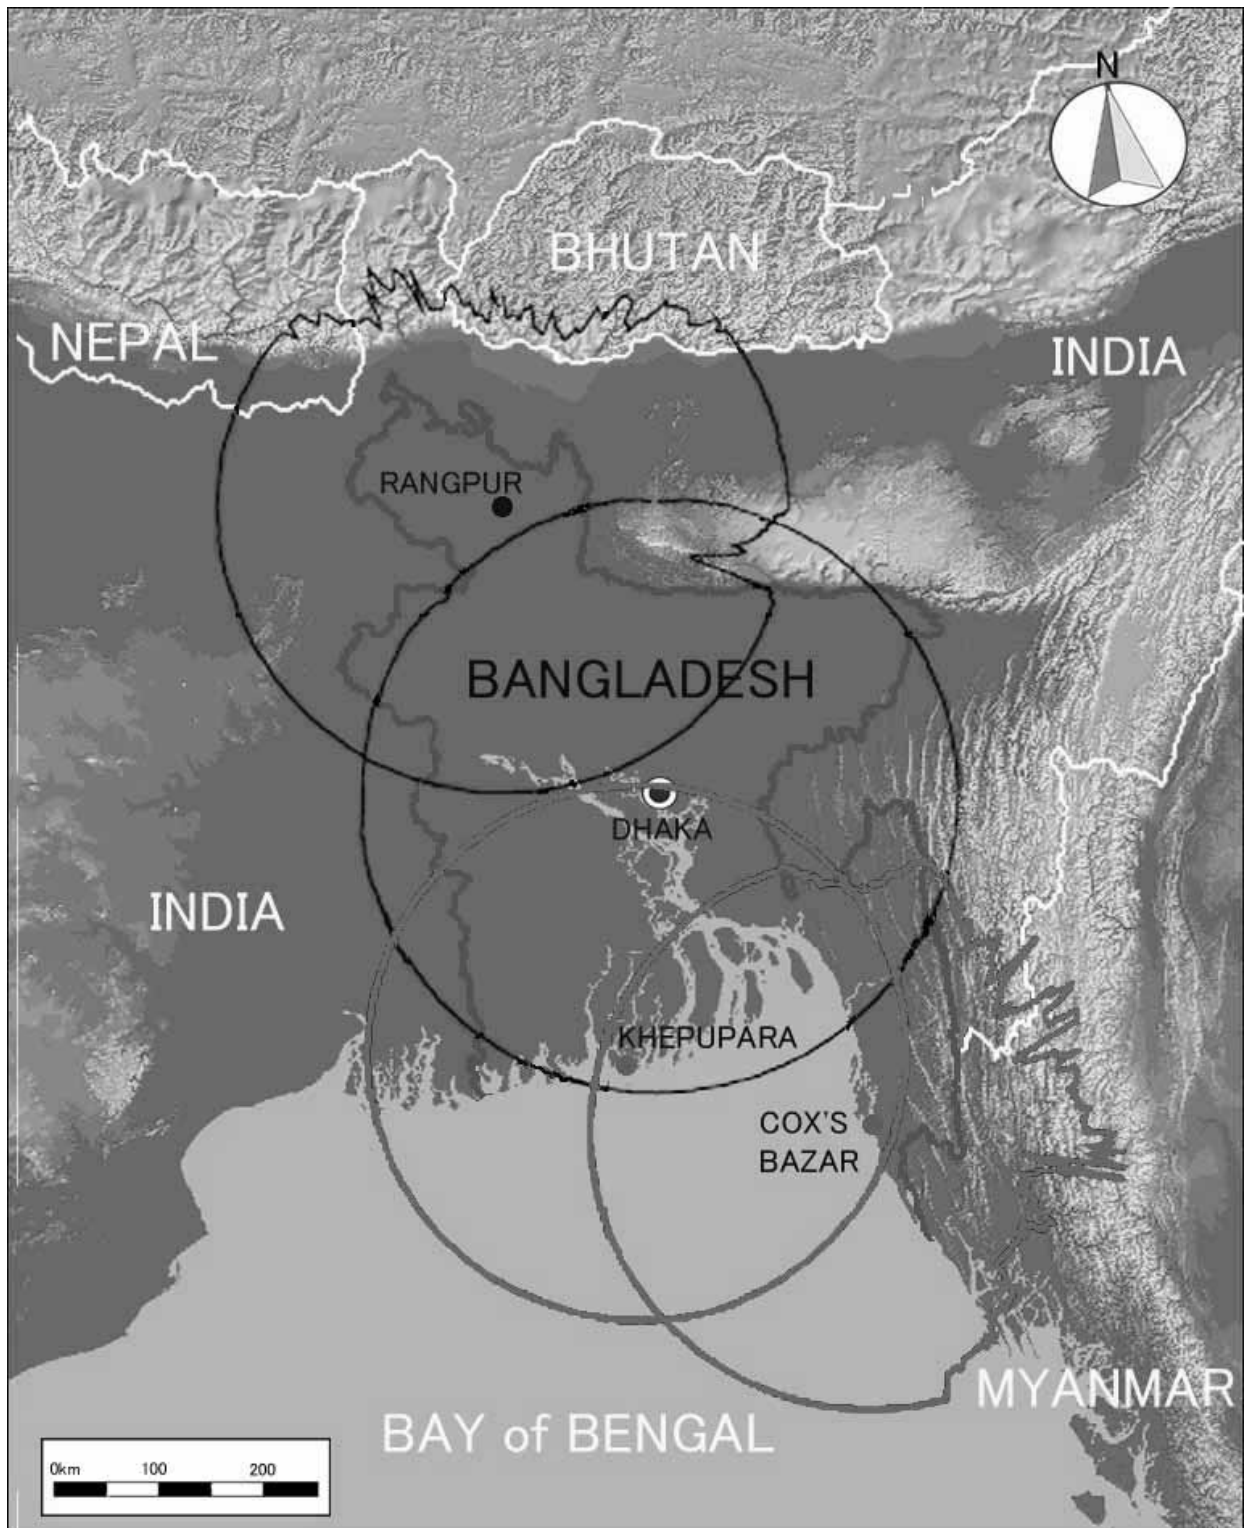 N
BHUTAN
NEPAL
INDIA
RANGPUR
BANGLADESH
DHAKA
INDIA
KHEPUPARA
COX'S
BAZAR
MYANMAR
BAY of BENGAL
0km 100 200